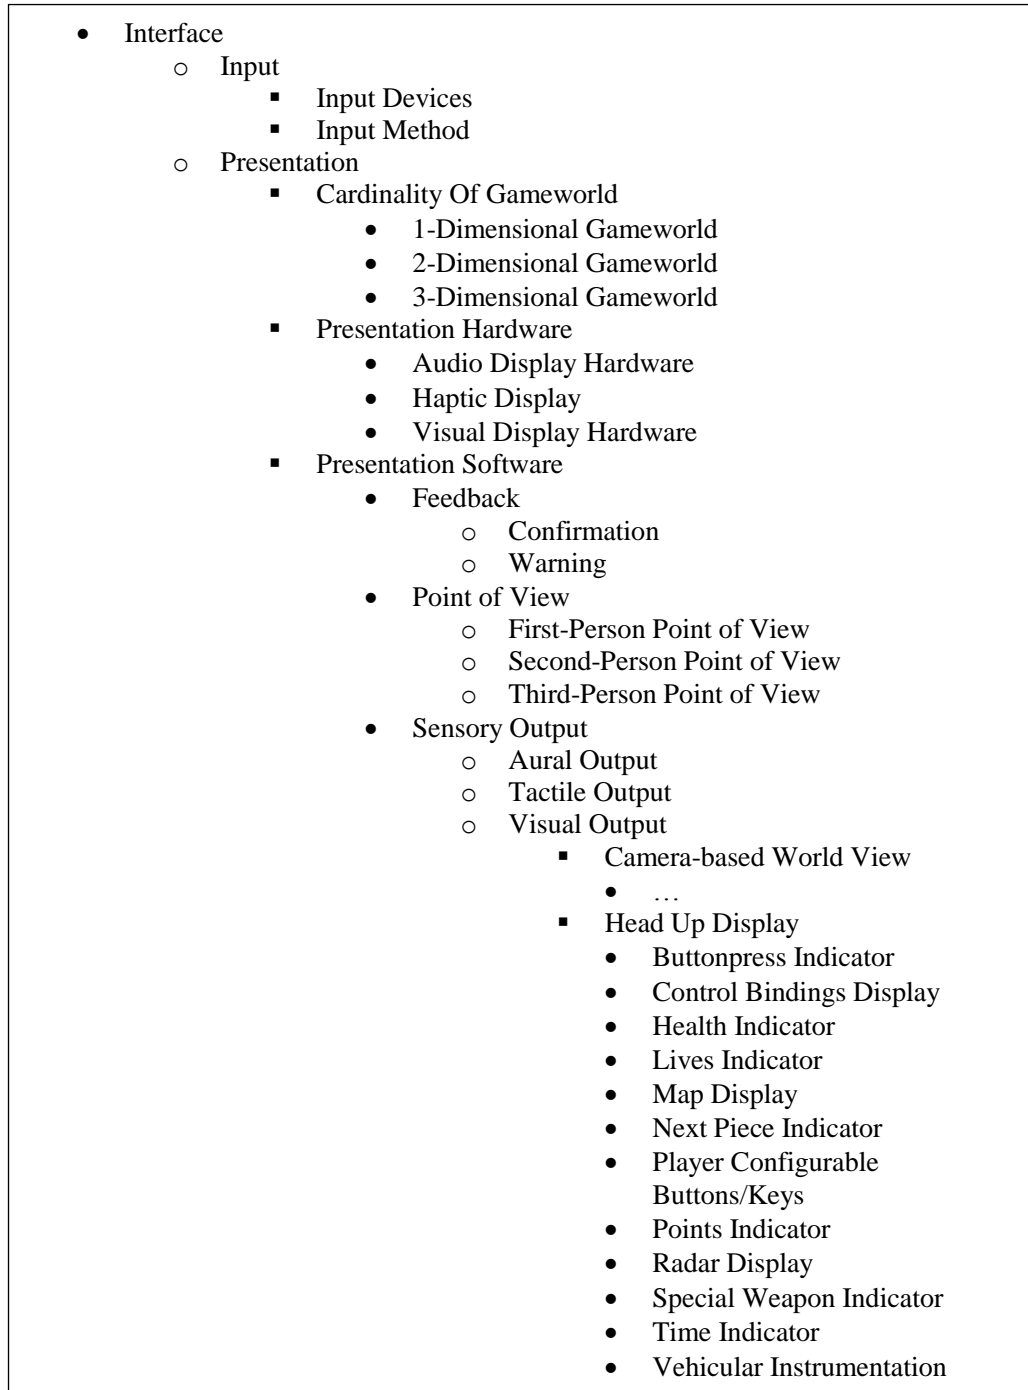 • Interface
o Input
▪ Input Devices
▪ Input Method
o Presentation
▪ Cardinality Of Gameworld
• 1-Dimensional Gameworld
• 2-Dimensional Gameworld
• 3-Dimensional Gameworld
▪ Presentation Hardware
• Audio Display Hardware
• Haptic Display
• Visual Display Hardware
▪ Presentation Software
• Feedback
o Confirmation
o Warning
• Point of View
o First-Person Point of View
o Second-Person Point of View
o Third-Person Point of View
• Sensory Output
o Aural Output
o Tactile Output
o Visual Output
▪ Camera-based World View
• …
▪ Head Up Display
• Buttonpress Indicator
• Control Bindings Display
• Health Indicator
• Lives Indicator
• Map Display
• Next Piece Indicator
• Player Configurable
Buttons/Keys
• Points Indicator
• Radar Display
• Special Weapon Indicator
• Time Indicator
• Vehicular Instrumentation